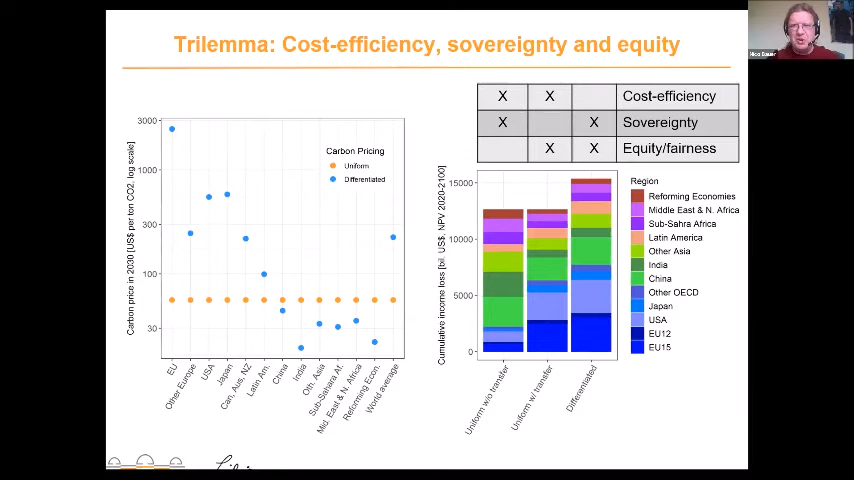 Trilemma: Cost-efficiency, sovereignty and equity
Nico Bauer
X X Cost-efficiency
X X Sovereignty
X X Equity/fairness
Carbon price in 2030 [US$ per ton CO2, log scale]
3000
1000
300
100
30
Carbon Pricing
Uniform
Differentiated
EU
Other Europe
USA
Japan
Can, Aus, NZ
Latin Am.
China
India
Oth. Asia
Sub-Sahara Af.
Mid. East & N. Africa
Reforming Econ.
World average
Cumulative income loss [bil. US$, NPV 2020-2100]
15000
10000
5000
0
Uniform w/o transfer
Uniform w/ transfer
Differentiated
Region
Reforming Economies
Middle East & N. Africa
Sub-Sahra Africa
Latin America
Other Asia
India
China
Other OECD
Japan
USA
EU12
EU15